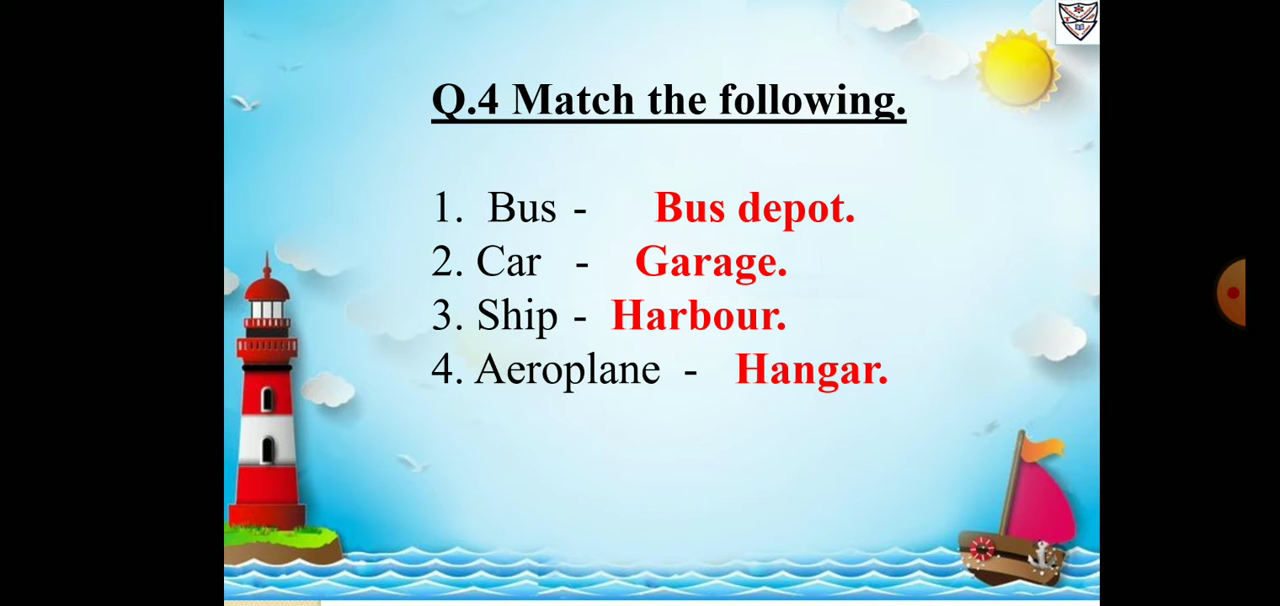 Q.4 Match the following.
1. Bus - Bus depot.
2. Car - Garage.
3. Ship - Harbour.
4. Aeroplane - Hangar.